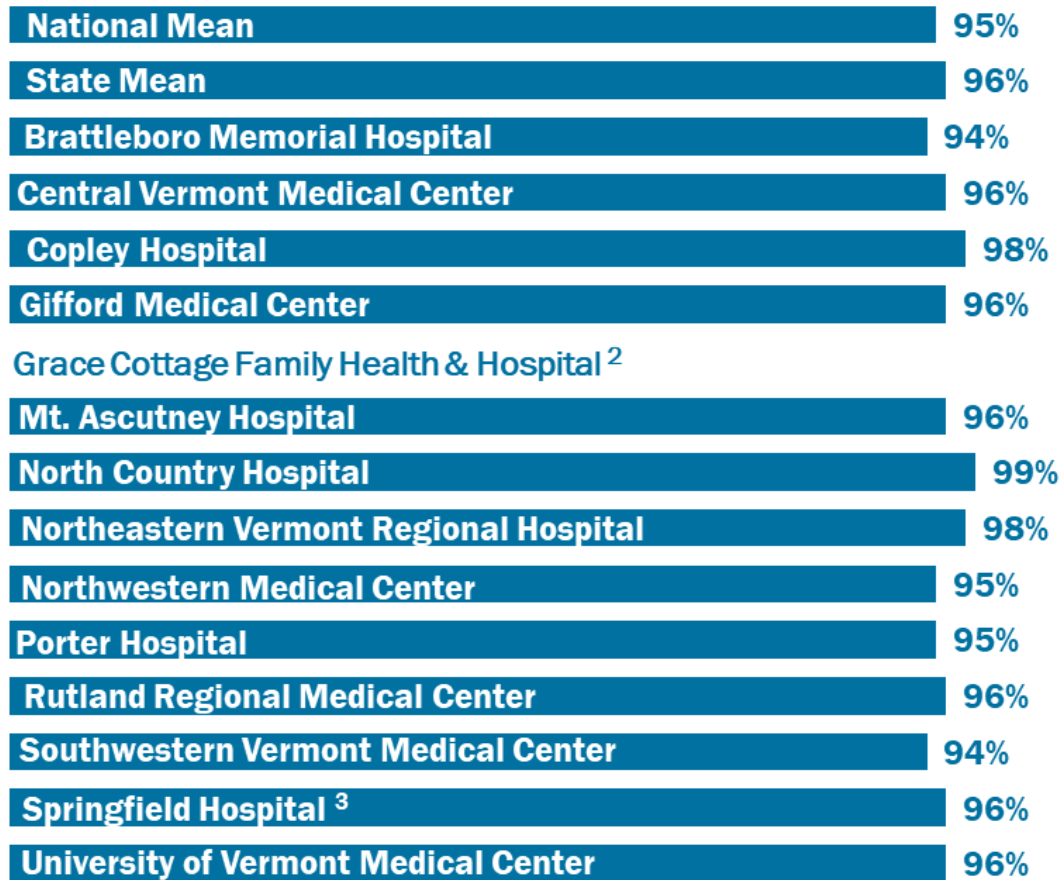 National Mean 95%
State Mean 96%
Brattleboro Memorial Hospital 94%
Central Vermont Medical Center 96%
Copley Hospital 98%
Gifford Medical Center 96%
Grace Cottage Family Health & Hospital ²
Mt. Ascutney Hospital 96%
North Country Hospital 99%
Northeastern Vermont Regional Hospital 98%
Northwestern Medical Center 95%
Porter Hospital 95%
Rutland Regional Medical Center 96%
Southwestern Vermont Medical Center 94%
Springfield Hospital ³ 96%
University of Vermont Medical Center 96%